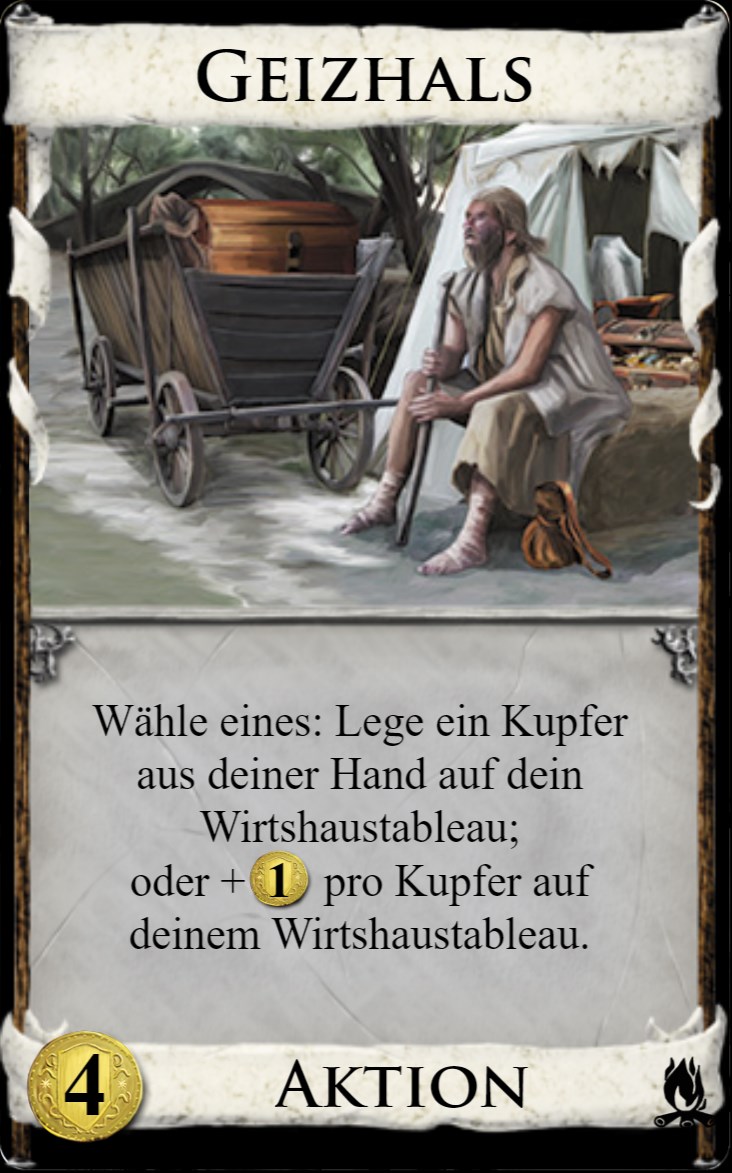 Geizhals
Wähle eines: Lege ein Kupfer
aus deiner Hand auf dein
Wirtshaustableau;
oder +1 pro Kupfer auf
deinem Wirtshaustableau.
4 Aktion